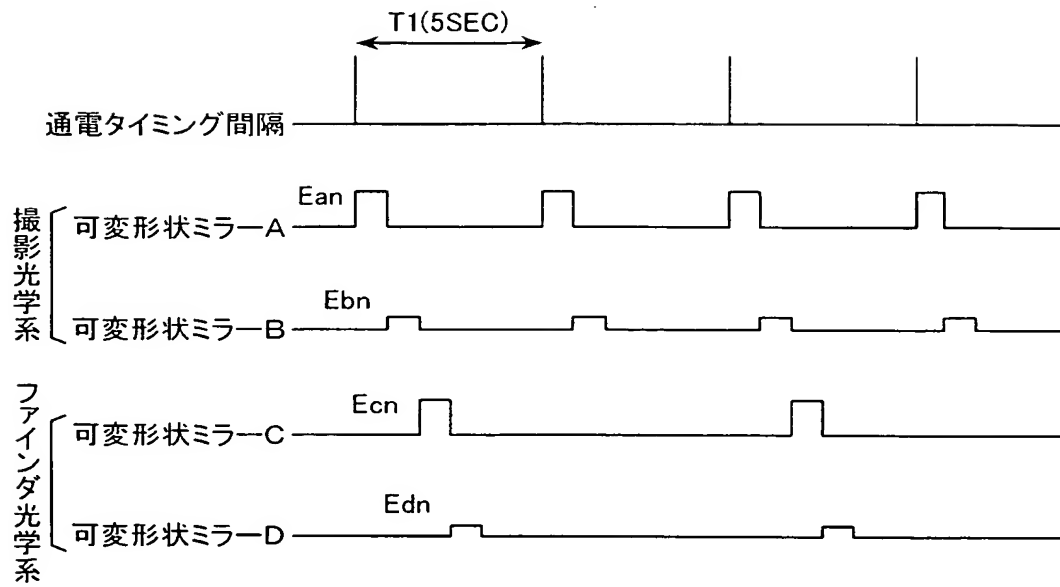 T1(5SEC)
通電タイミング間隔
撮影光学系
Ean
可変形状ミラーA
Ebn
可変形状ミラーB
ファインダ光学系
Ecn
可変形状ミラーC
Edn
可変形状ミラーD